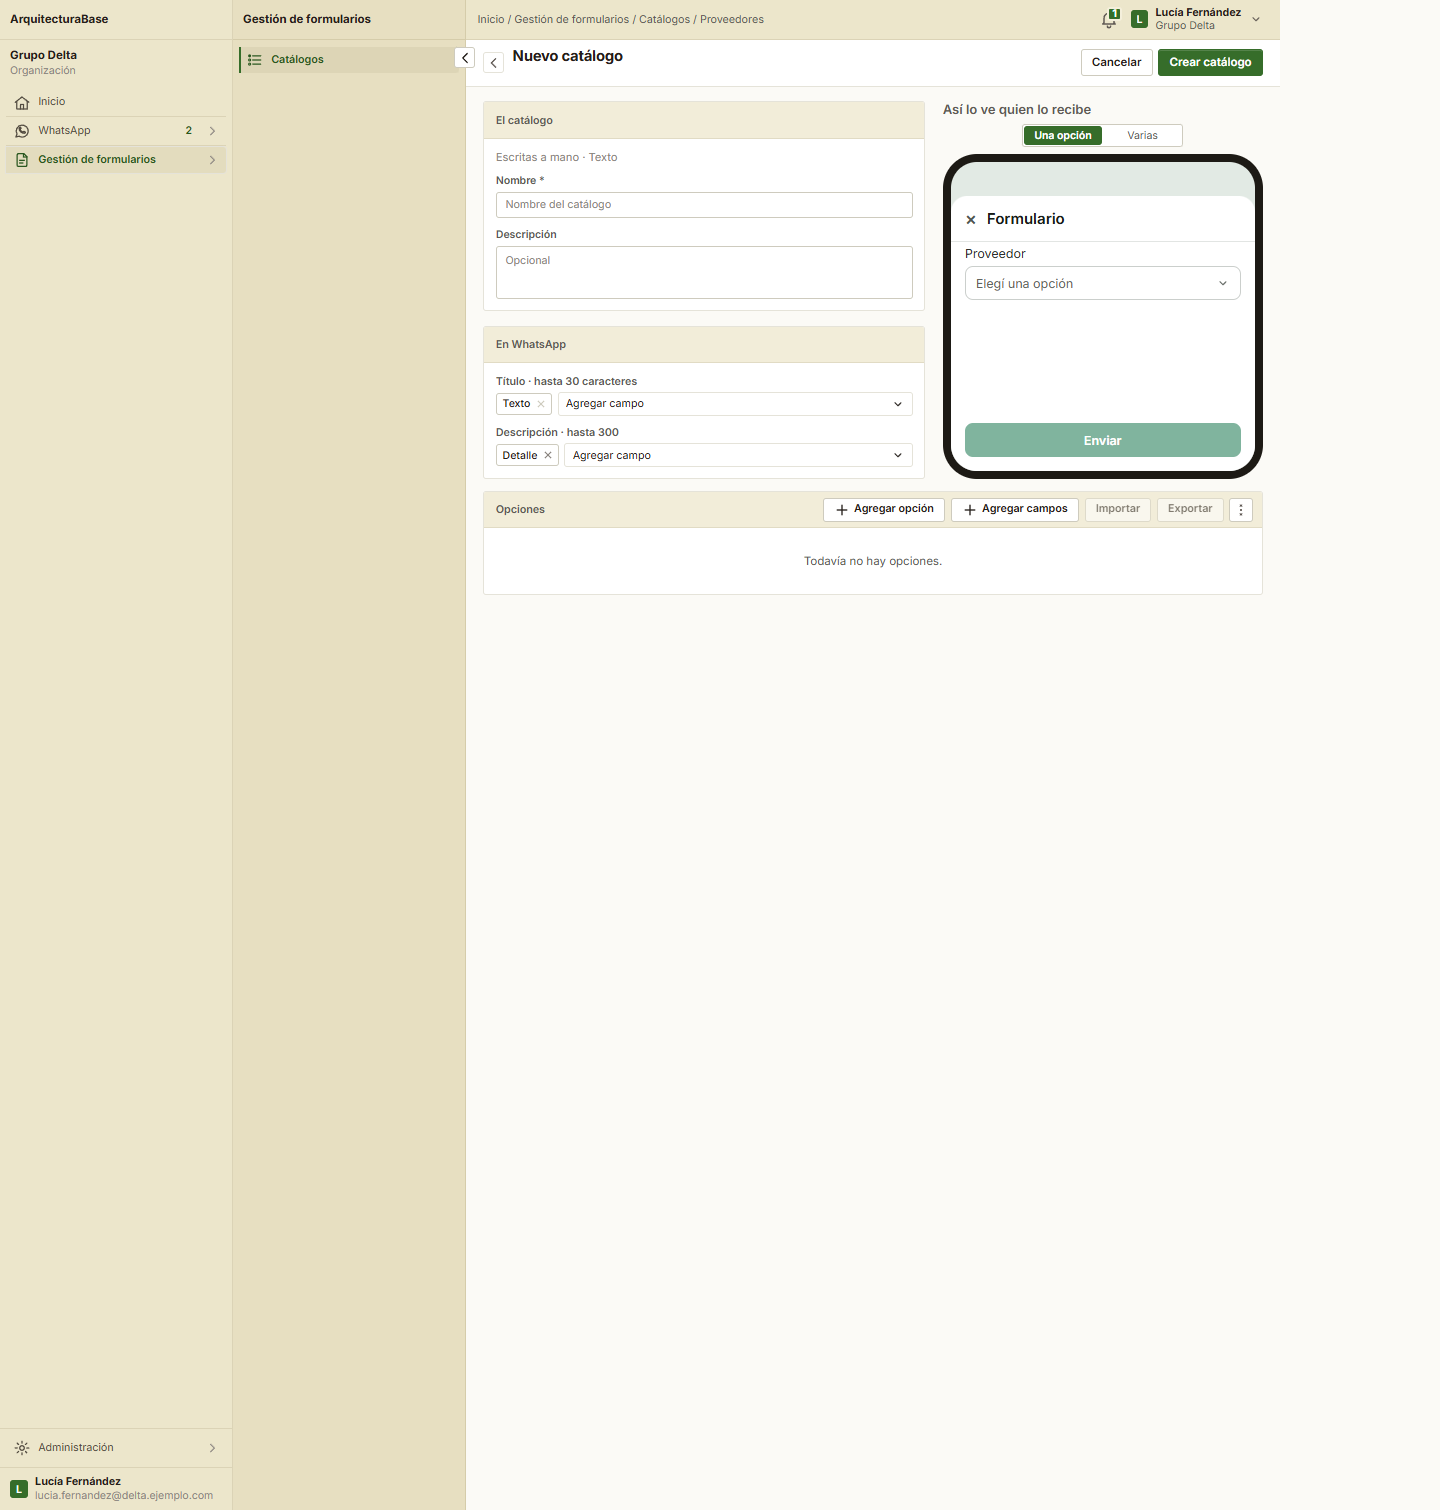 ArquitecturaBase
Grupo Delta
Organización
Inicio
WhatsApp 2
Gestión de formularios
Administración
L Lucía Fernández
lucia.fernandez@delta.ejemplo.com
Gestión de formularios
Catálogos
Inicio / Gestión de formularios / Catálogos / Proveedores
1
L Lucía Fernández
Grupo Delta
Nuevo catálogo
Cancelar
Crear catálogo
El catálogo
Escritas a mano · Texto
Nombre *
Nombre del catálogo
Descripción
Opcional
En WhatsApp
Título · hasta 30 caracteres
Texto × Agregar campo
Descripción · hasta 300
Detalle × Agregar campo
Así lo ve quien lo recibe
Una opción Varias
× Formulario
Proveedor
Elegí una opción
Enviar
Opciones
+ Agregar opción
+ Agregar campos
Importar
Exportar
Todavía no hay opciones.